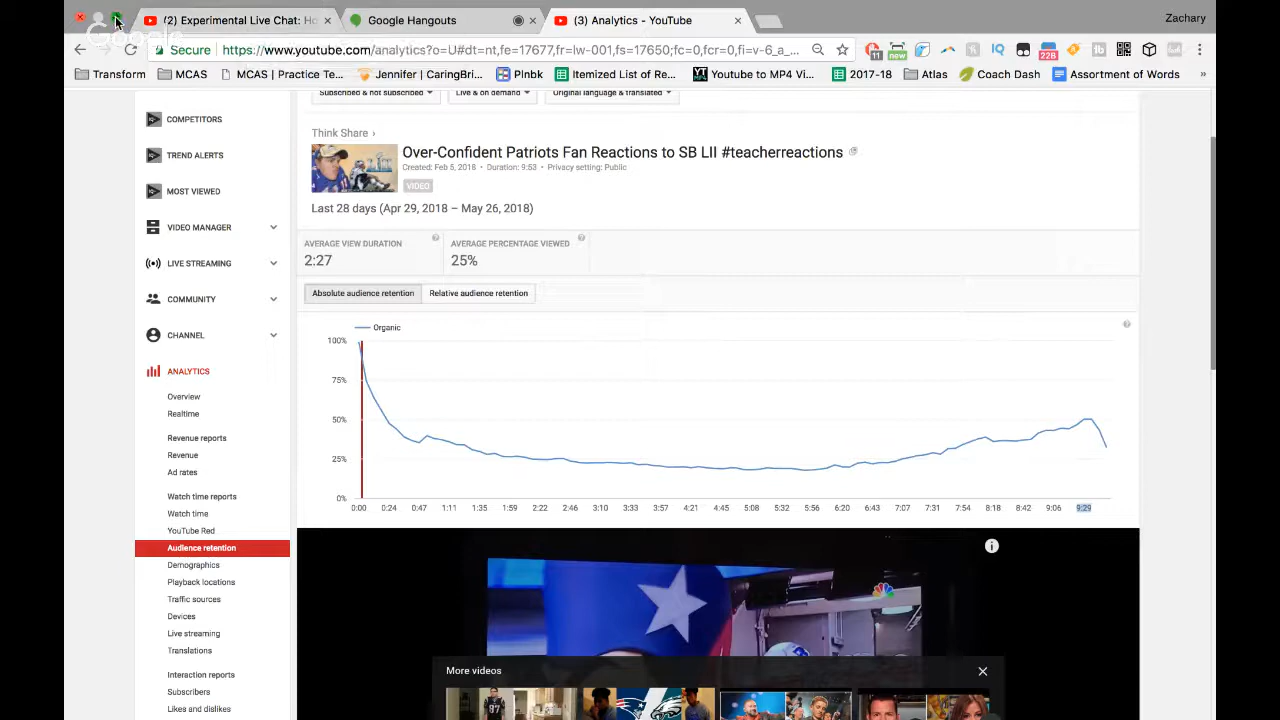 (2) Experimental Live Chat: Ho
Google Hangouts
(3) Analytics - YouTube
Zachary
Google
Secure
https://www.youtube.com/analytics?o=U#dt=nt,fe=17677,fr=lw-001,fs=17650;fc=0,fcr=0,fi=v-6_a_...
11
new
IQ
228
Transform
MCAS
MCAS | Practice Te...
Jennifer | CaringBri...
PInbk
Itemized List of Re...
Youtube to MP4 Vi...
2017-18
Atlas
Coach Dash
Assortment of Words
»
COMPETITORS
TREND ALERTS
MOST VIEWED
VIDEO MANAGER
LIVE STREAMING
COMMUNITY
CHANNEL
ANALYTICS
Overview
Realtime
Revenue reports
Revenue
Ad rates
Watch time reports
Watch time
YouTube Red
Audience retention
Demographics
Playback locations
Traffic sources
Devices
Live streaming
Translations
Interaction reports
Subscribers
Likes and dislikes
Subscribed & not subscribed
Live & on demand
Original language & translated
Think Share ›
Over-Confident Patriots Fan Reactions to SB LII #teacherreactions
Created: Feb 5, 2018 • Duration: 9:53 • Privacy setting: Public
VIDEO
Last 28 days (Apr 29, 2018 – May 26, 2018)
AVERAGE VIEW DURATION
2:27
AVERAGE PERCENTAGE VIEWED
25%
Absolute audience retention
Relative audience retention
Organic
100%
75%
50%
25%
0%
0:00 0:24 0:47 1:11 1:35 1:59 2:22 2:46 3:10 3:33 3:57 4:21 4:45 5:08 5:32 5:56 6:20 6:43 7:07 7:31 7:54 8:18 8:42 9:06 9:29
More videos
87